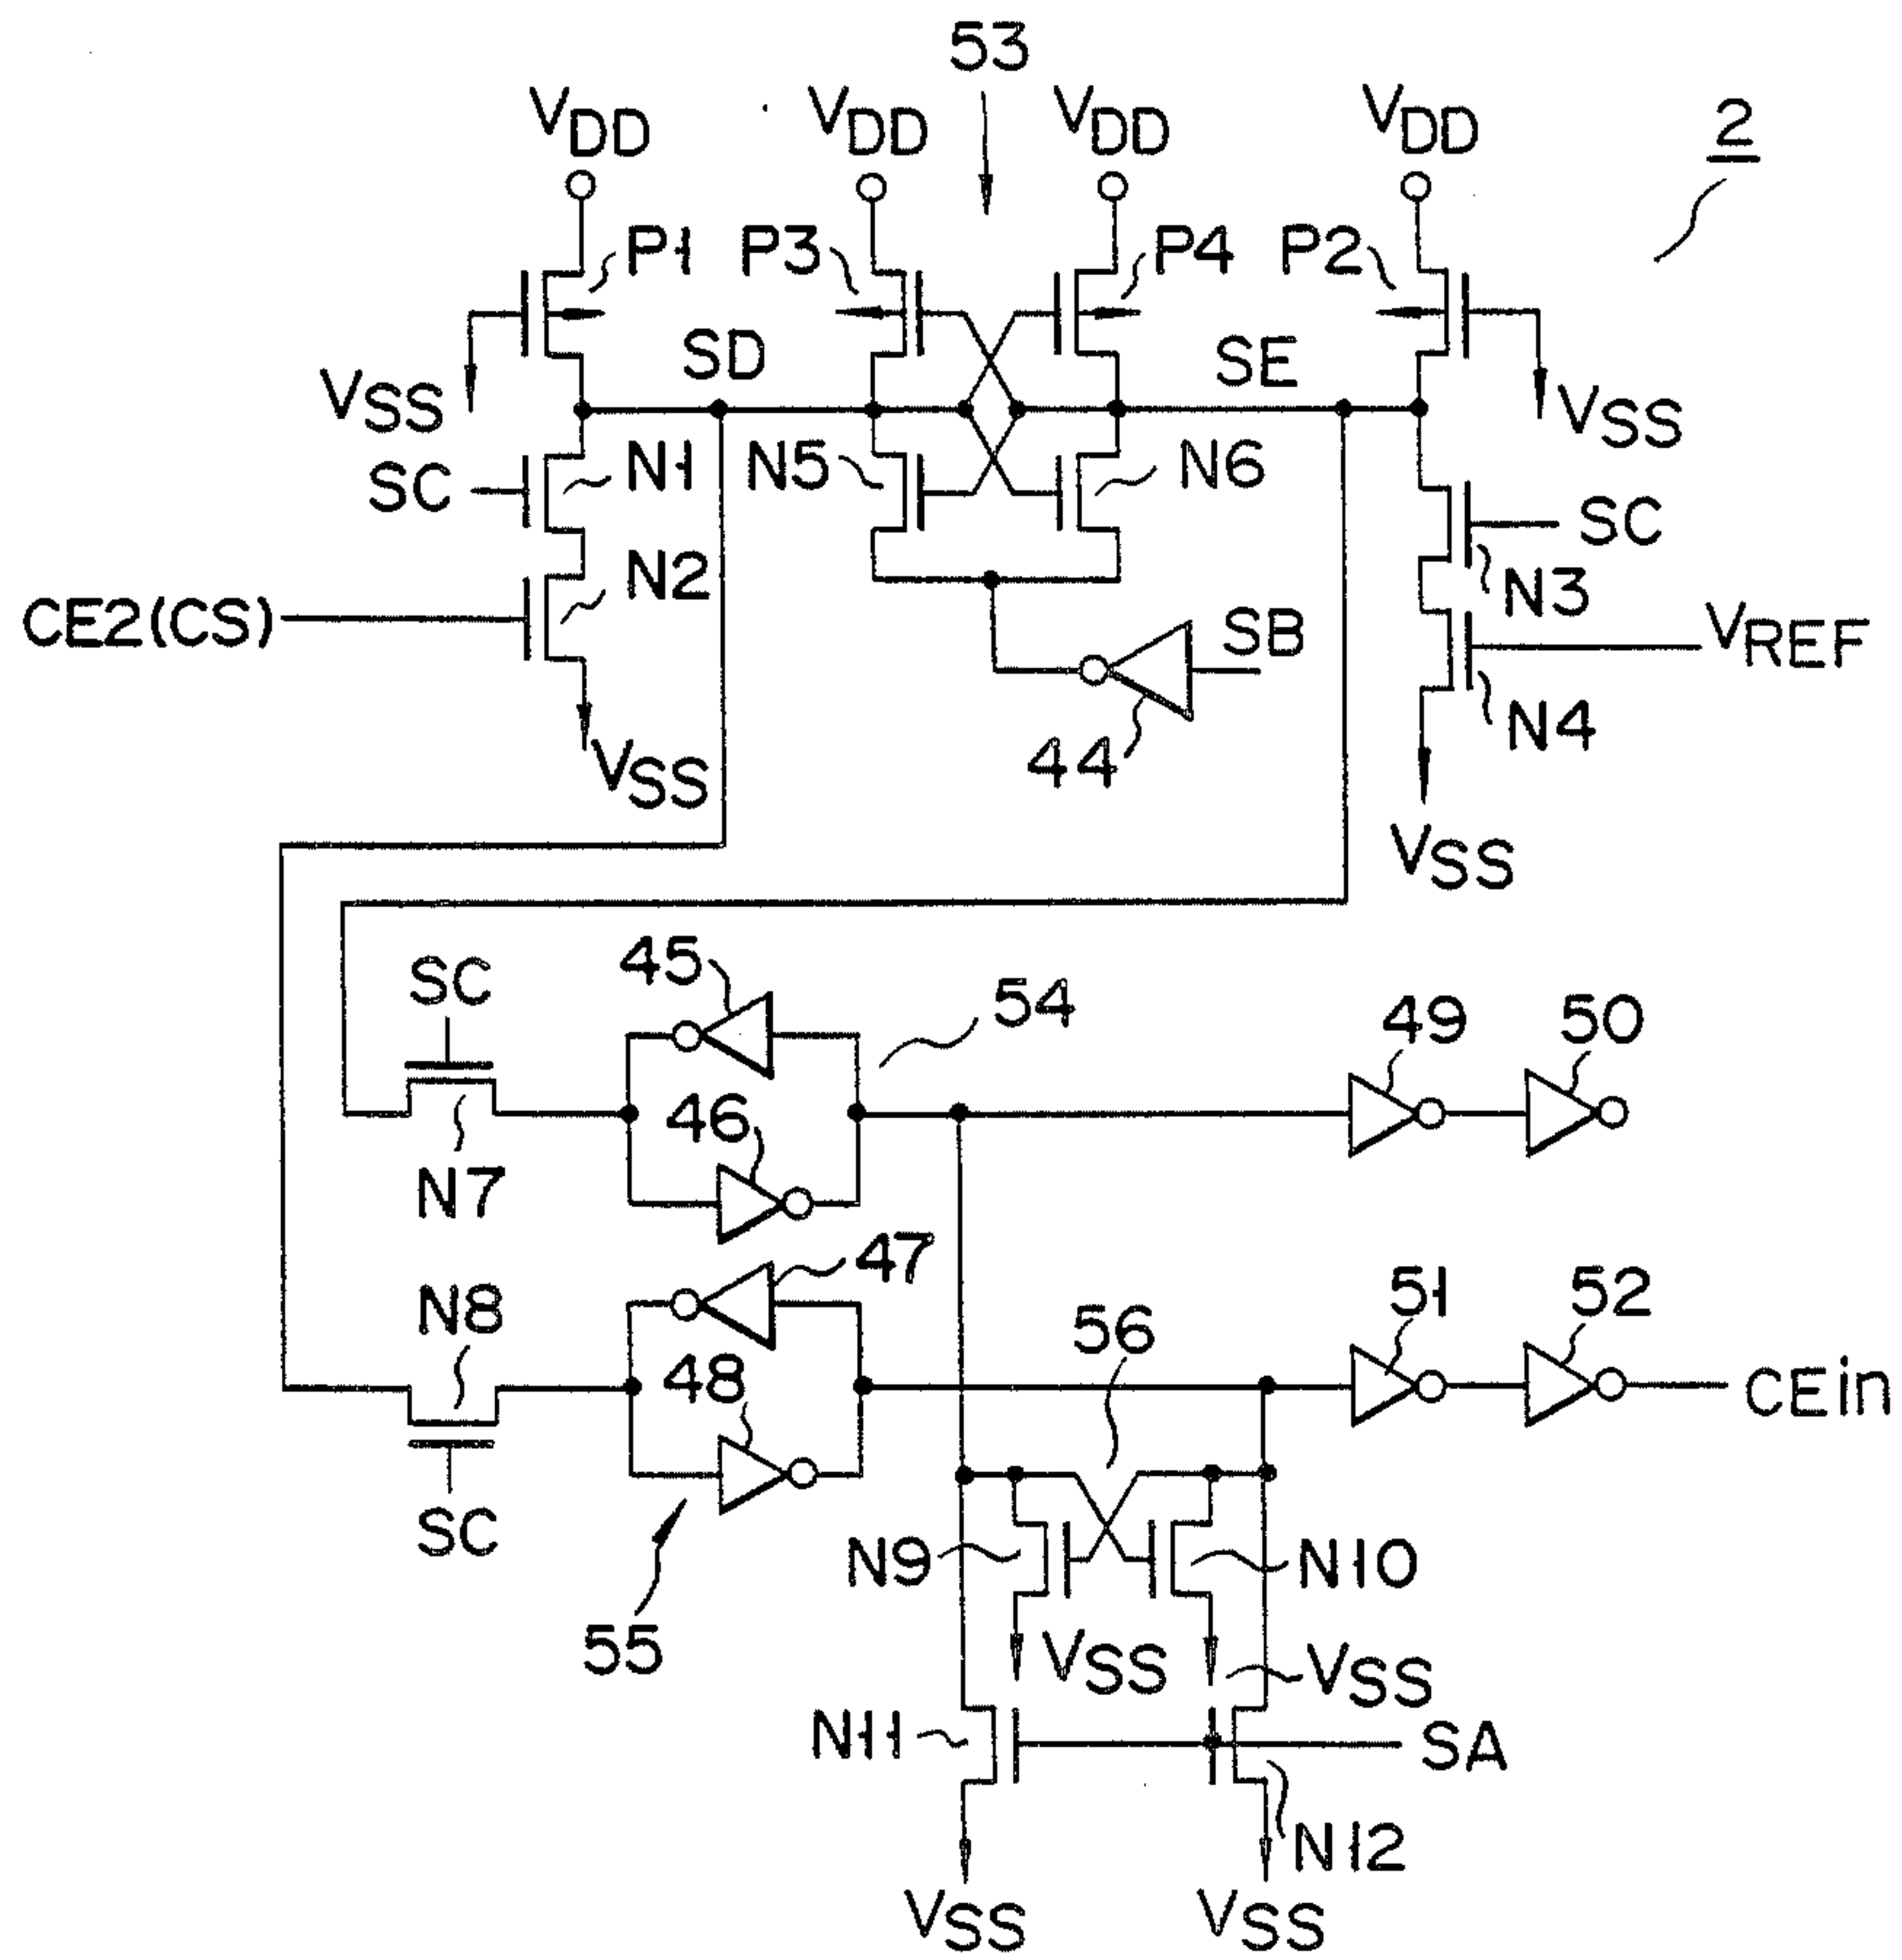 53
VDD VDD VDD VDD
2
P1 P3 P4 P2
SD SE
VSS VSS
SC N1 N5 N6 SC
N2 N3
CE2(CS) SB VREF
44 N4
VSS VSS
SC 45 54 49 50
46
N7
47
N8 48 56 51 52
CEin
SC
N9 N10
55 VSS VSS
N11 SA
N12
VSS VSS